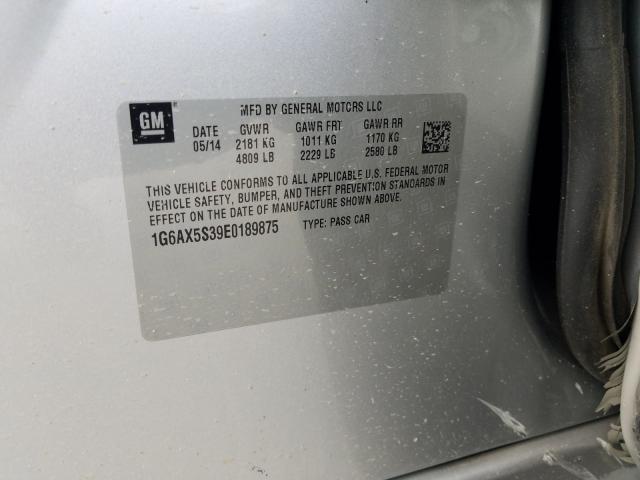 GM
MFD BY GENERAL MOTORS LLC
DATE GVWR GAWR FRT GAWR RR
05/14 2181 KG 1011 KG 1170 KG
4809 LB 2229 LB 2580 LB
THIS VEHICLE CONFORMS TO ALL APPLICABLE U.S. FEDERAL MOTOR
VEHICLE SAFETY, BUMPER, AND THEFT PREVENTION STANDARDS IN
EFFECT ON THE DATE OF MANUFACTURE SHOWN ABOVE.
1G6AX5S39E0189875 TYPE: PASS CAR